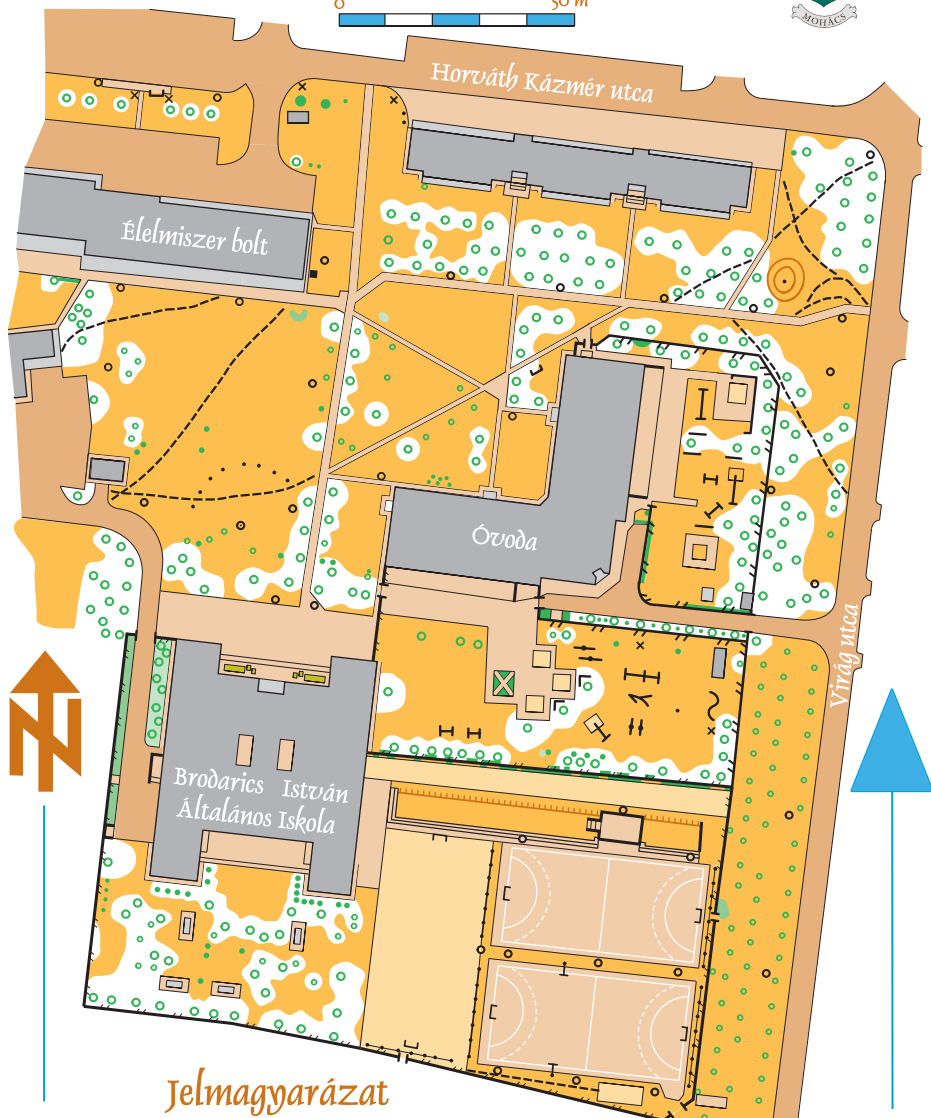 0
50 m
MOHÁCS
Horváth Kázmér utca
Élelmiszer bolt
Óvoda
Virág utca
Brodarics István
Általános Iskola
Jelmagyarázat